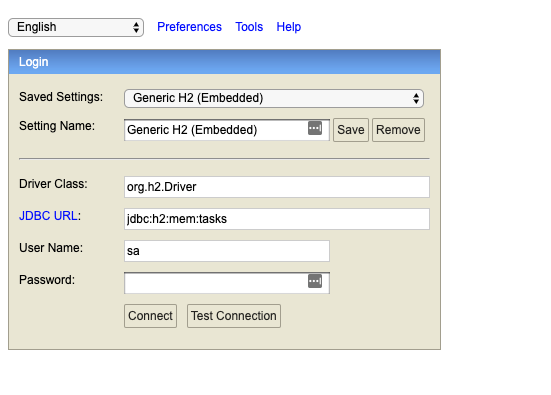 English Preferences Tools Help
Login
Saved Settings: Generic H2 (Embedded)
Setting Name: Generic H2 (Embedded) Save Remove
Driver Class: org.h2.Driver
JDBC URL: jdbc:h2:mem:tasks
User Name: sa
Password:
Connect Test Connection